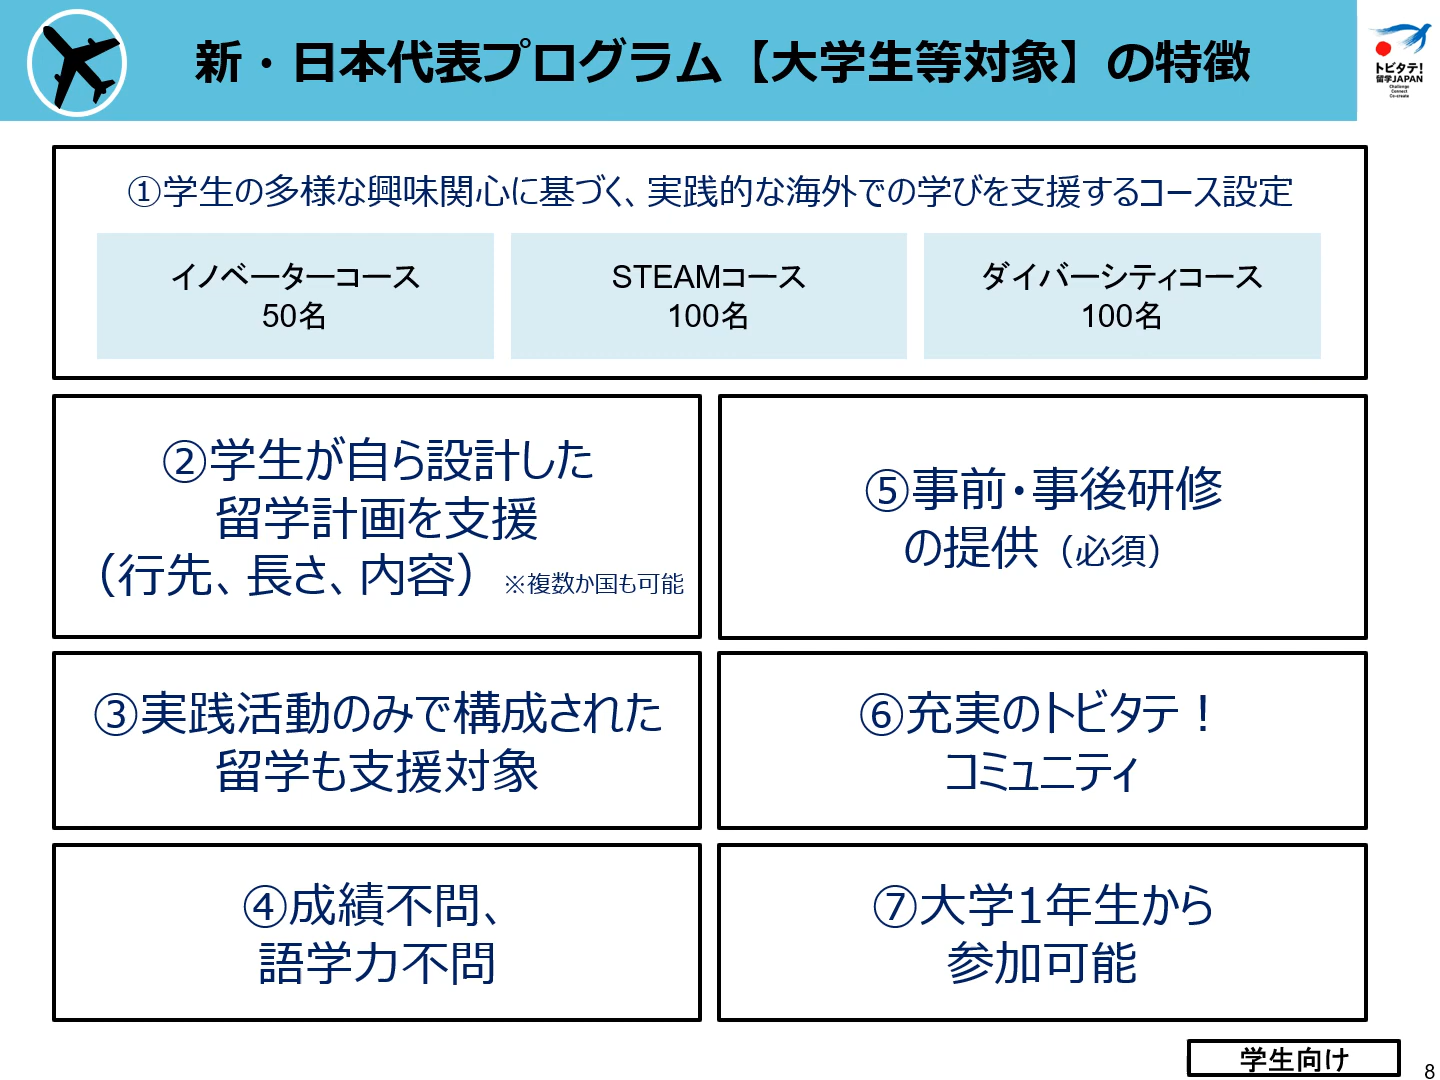 新・日本代表プログラム【大学生等対象】の特徴
トビタテ!
留学JAPAN
Challenge
Connect
Co-create
①学生の多様な興味関心に基づく、実践的な海外での学びを支援するコース設定
イノベーターコース
50名
STEAMコース
100名
ダイバーシティコース
100名
②学生が自ら設計した
留学計画を支援
（行先、長さ、内容）※複数か国も可能
③実践活動のみで構成された
留学も支援対象
④成績不問、
語学力不問
⑤事前・事後研修
の提供（必須）
⑥充実のトビタテ！
コミュニティ
⑦大学1年生から
参加可能
学生向け
8